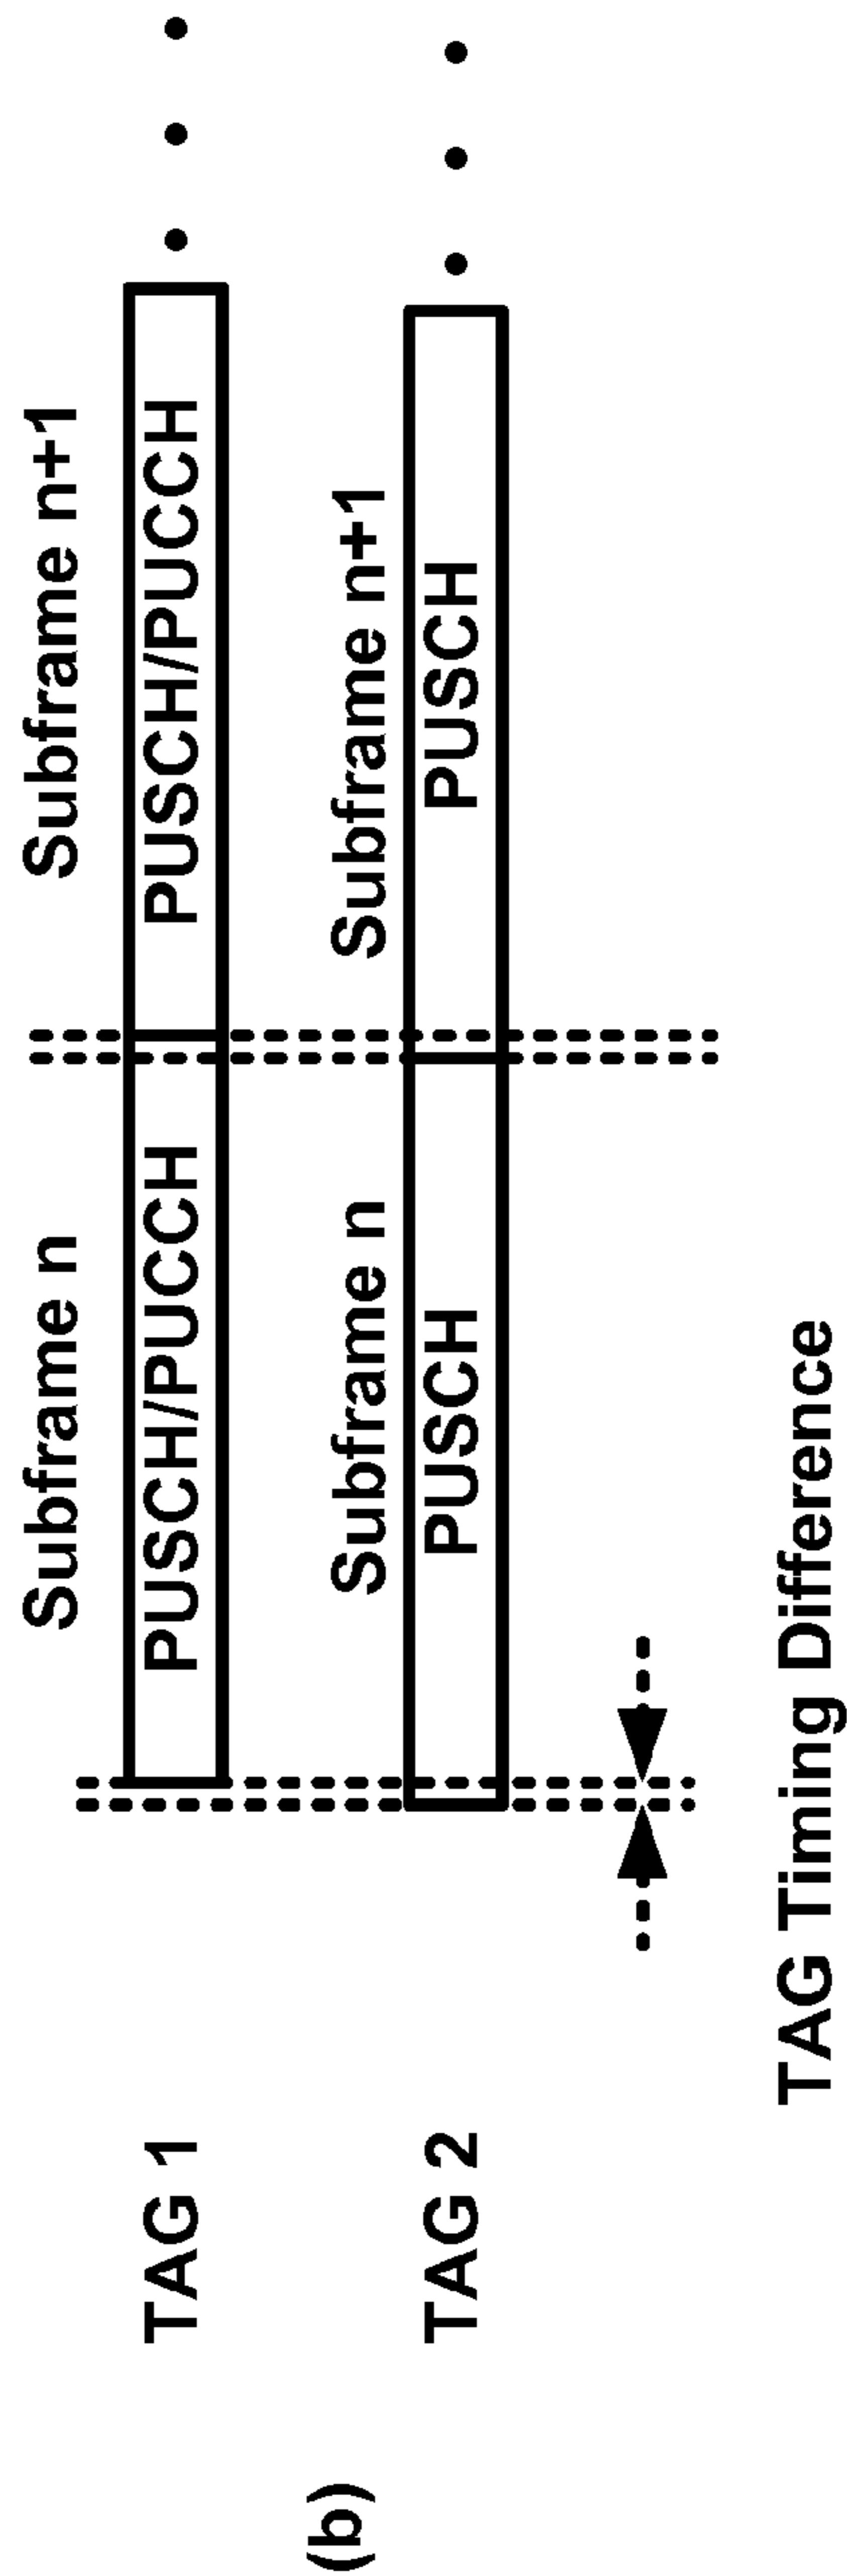 Subframe n
Subframe n+1
TAG 1
PUSCH/PUCCH
PUSCH/PUCCH
(b)
Subframe n
Subframe n+1
TAG 2
PUSCH
PUSCH
TAG Timing Difference